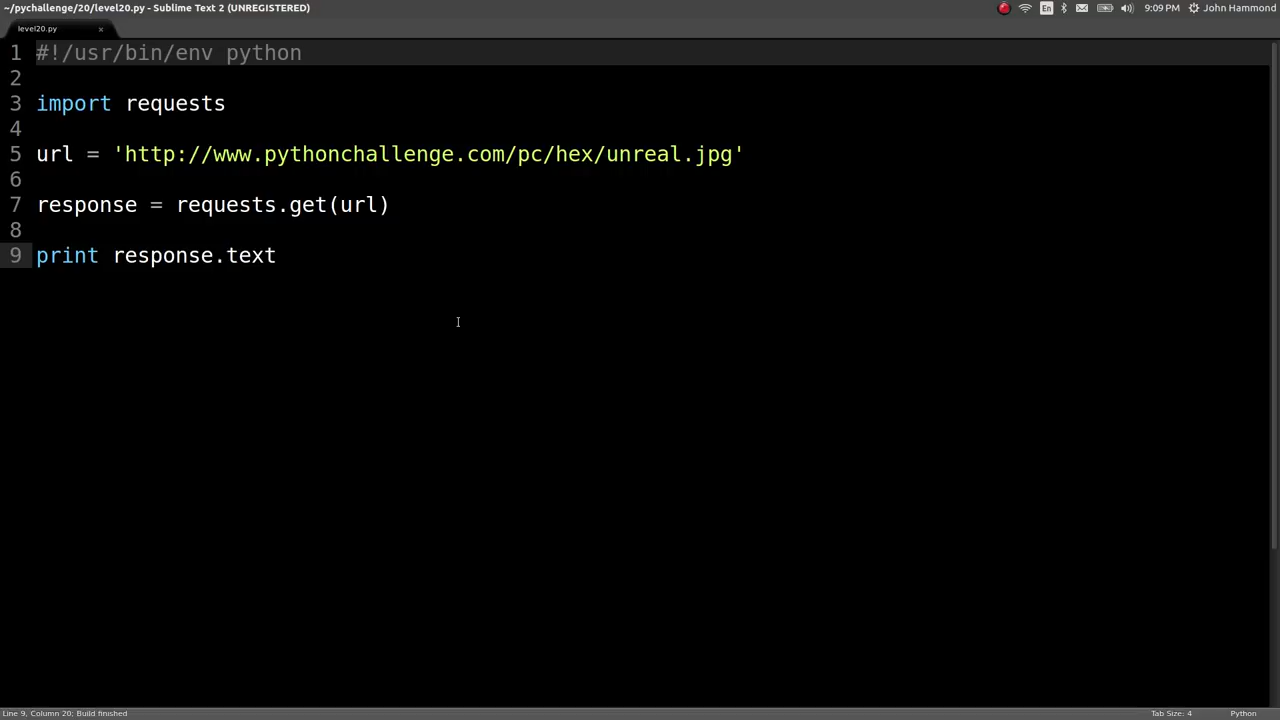 ~/pychallenge/20/level20.py - Sublime Text 2 (UNREGISTERED)
En
9:09 PM
John Hammond
level20.py
×
1 #!/usr/bin/env python
2
3 import requests
4
5 url = 'http://www.pythonchallenge.com/pc/hex/unreal.jpg'
6
7 response = requests.get(url)
8
9 print response.text
Line 9, Column 20; Build finished
Tab Size: 4
Python